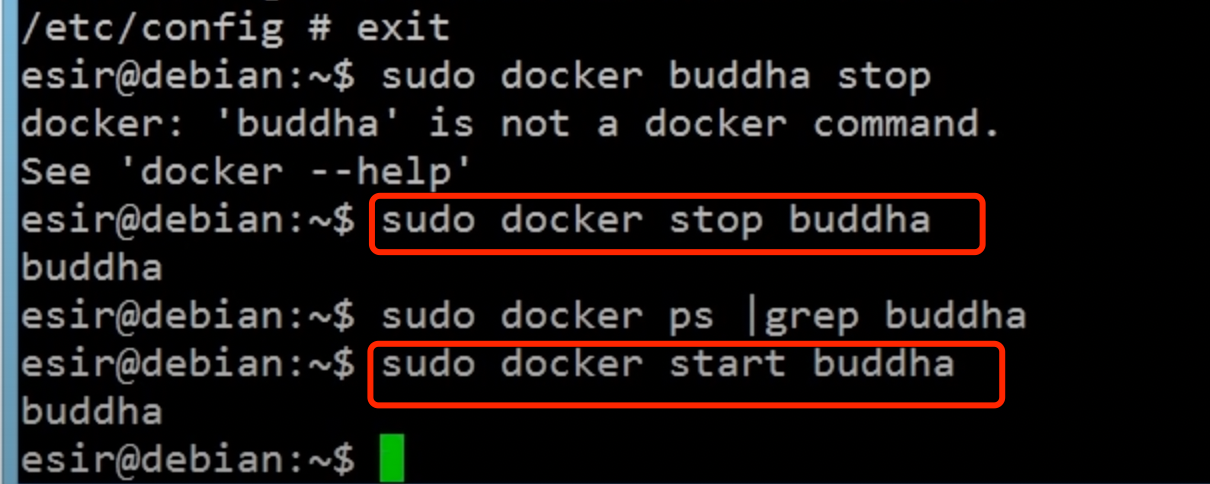 /etc/config # exit
esir@debian:~$ sudo docker buddha stop
docker: 'buddha' is not a docker command.
See 'docker --help'
esir@debian:~$ sudo docker stop buddha
buddha
esir@debian:~$ sudo docker ps |grep buddha
esir@debian:~$ sudo docker start buddha
buddha
esir@debian:~$